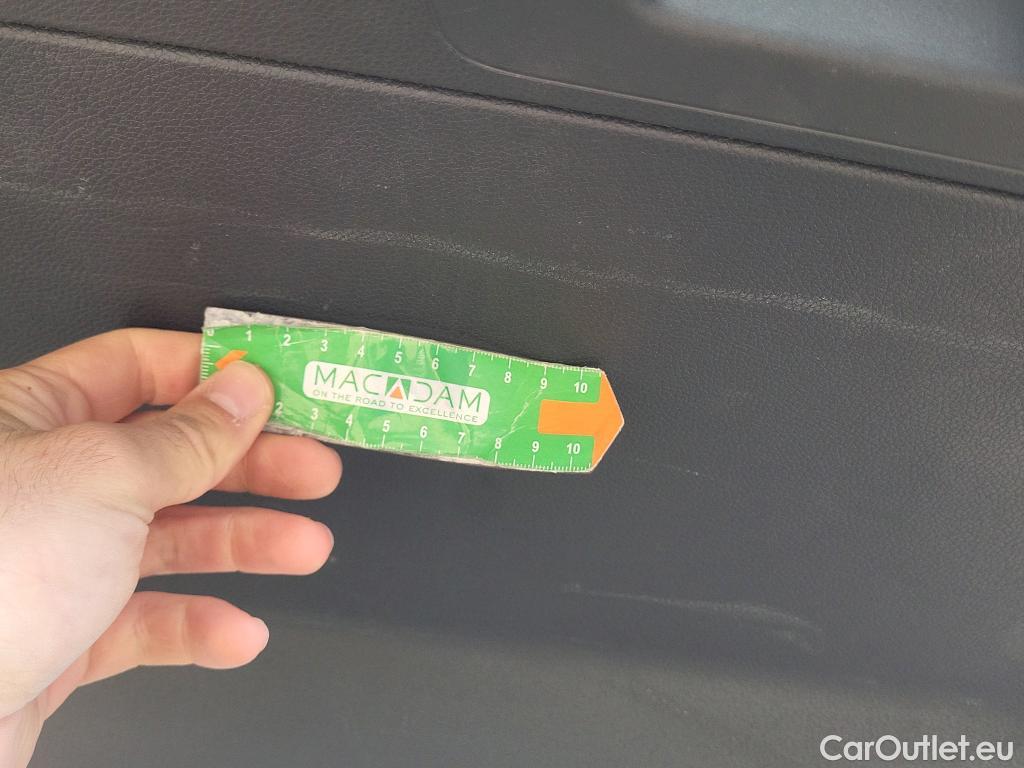 0 1 2 3 4 5 6 7 8 9 10
MACADAM
ON THE ROAD TO EXCELLENCE
2 3 4 5 6 7 8 9 10
CarOutlet.eu